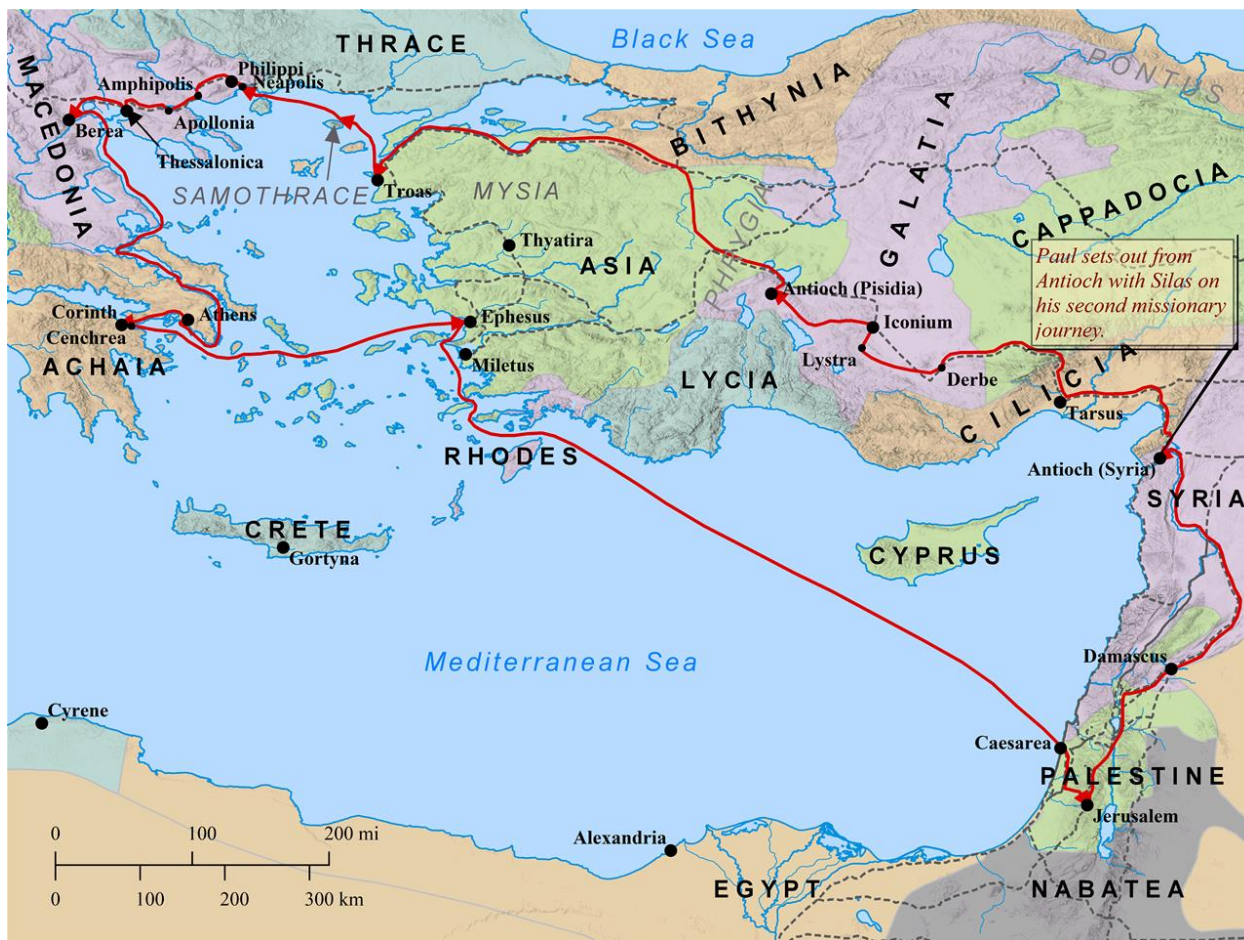 Black Sea
THRACE
BITHYNIA
PONTUS
MACEDONIA
Philippi
Neapolis
Amphipolis
Apollonia
Berea
Thessalonica
SAMOTHRACE
Troas
MYSIA
GALATIA
CAPPADOCIA
Thyatira
ASIA
PHRYGIA
Paul sets out from
Antioch with Silas on
his second missionary
journey.
Antioch (Pisidia)
Corinth
Cenchrea
Athens
ACHAIA
Ephesus
Miletus
Iconium
Lystra
Derbe
LYCIA
CILICIA
Tarsus
RHODES
Antioch (Syria)
SYRIA
CRETE
Gortyna
CYPRUS
Mediterranean Sea
Damascus
Cyrene
Caesarea
PALESTINE
Jerusalem
0 100 200 mi
0 150 300 km
Alexandria
EGYPT
NABATEA